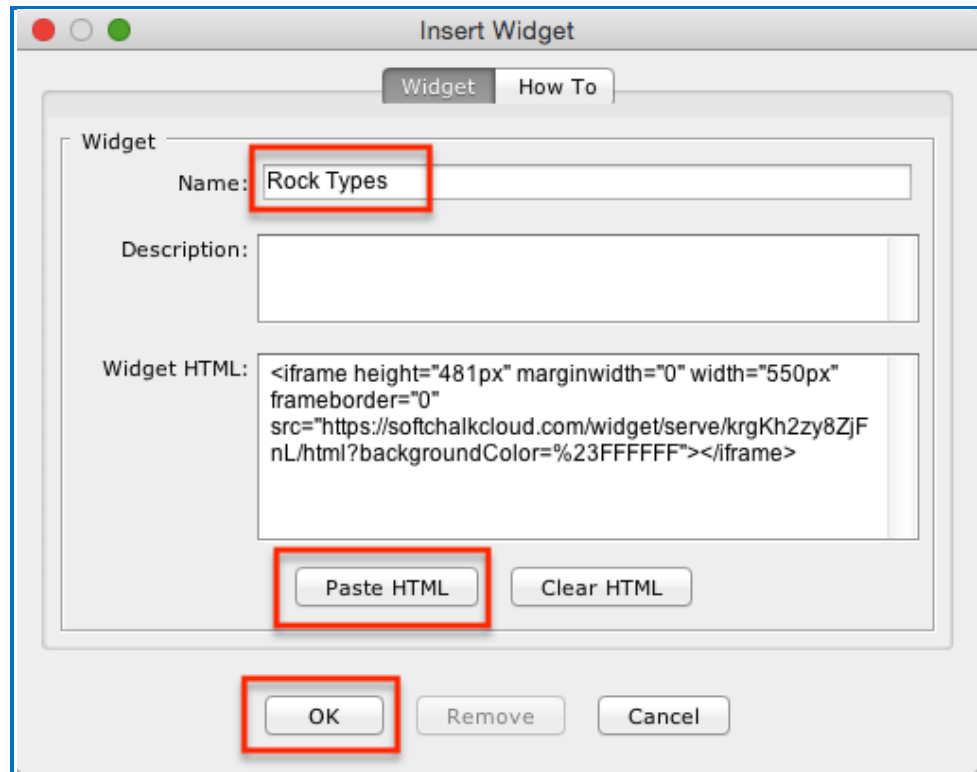 Insert Widget
Widget How To
Widget
Name: Rock Types
Description:
Widget HTML: <iframe height="481px" marginwidth="0" width="550px"
frameborder="0"
src="https://softchalkcloud.com/widget/serve/krgKh2zy8ZjF
nL/html?backgroundColor=%23FFFFFF"></iframe>
Paste HTML Clear HTML
OK Remove Cancel